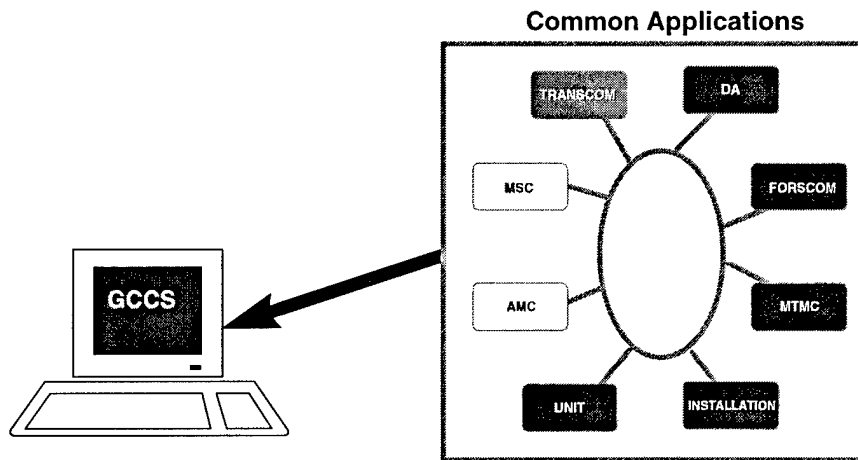 Common Applications
TRANSCOM
DA
MSC
FORSCOM
GCCS
AMC
MTMC
UNIT
INSTALLATION